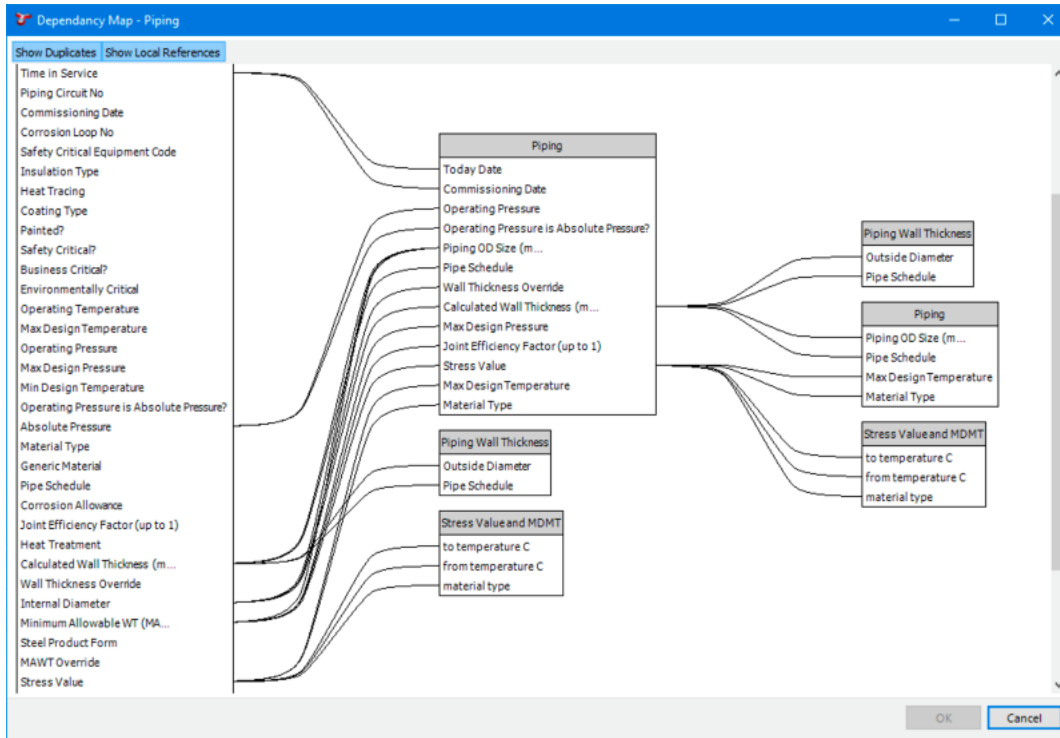 Dependancy Map - Piping
Show Duplicates
Show Local References
Time in Service
Piping Circuit No
Commissioning Date
Corrosion Loop No
Safety Critical Equipment Code
Insulation Type
Heat Tracing
Coating Type
Painted?
Safety Critical?
Business Critical?
Environmentally Critical
Operating Temperature
Max Design Temperature
Operating Pressure
Max Design Pressure
Min Design Temperature
Operating Pressure is Absolute Pressure?
Absolute Pressure
Material Type
Generic Material
Pipe Schedule
Corrosion Allowance
Joint Efficiency Factor (up to 1)
Heat Treatment
Calculated Wall Thickness (m...
Wall Thickness Override
Internal Diameter
Minimum Allowable WT (MA...
Steel Product Form
MAWT Override
Stress Value
Piping
Today Date
Commissioning Date
Operating Pressure
Operating Pressure is Absolute Pressure?
Piping OD Size (m...
Pipe Schedule
Wall Thickness Override
Calculated Wall Thickness (m...
Max Design Pressure
Joint Efficiency Factor (up to 1)
Stress Value
Max Design Temperature
Material Type
Piping Wall Thickness
Outside Diameter
Pipe Schedule
Stress Value and MDMT
to temperature C
from temperature C
material type
Piping Wall Thickness
Outside Diameter
Pipe Schedule
Piping
Piping OD Size (m...
Pipe Schedule
Max Design Temperature
Material Type
Stress Value and MDMT
to temperature C
from temperature C
material type
OK
Cancel